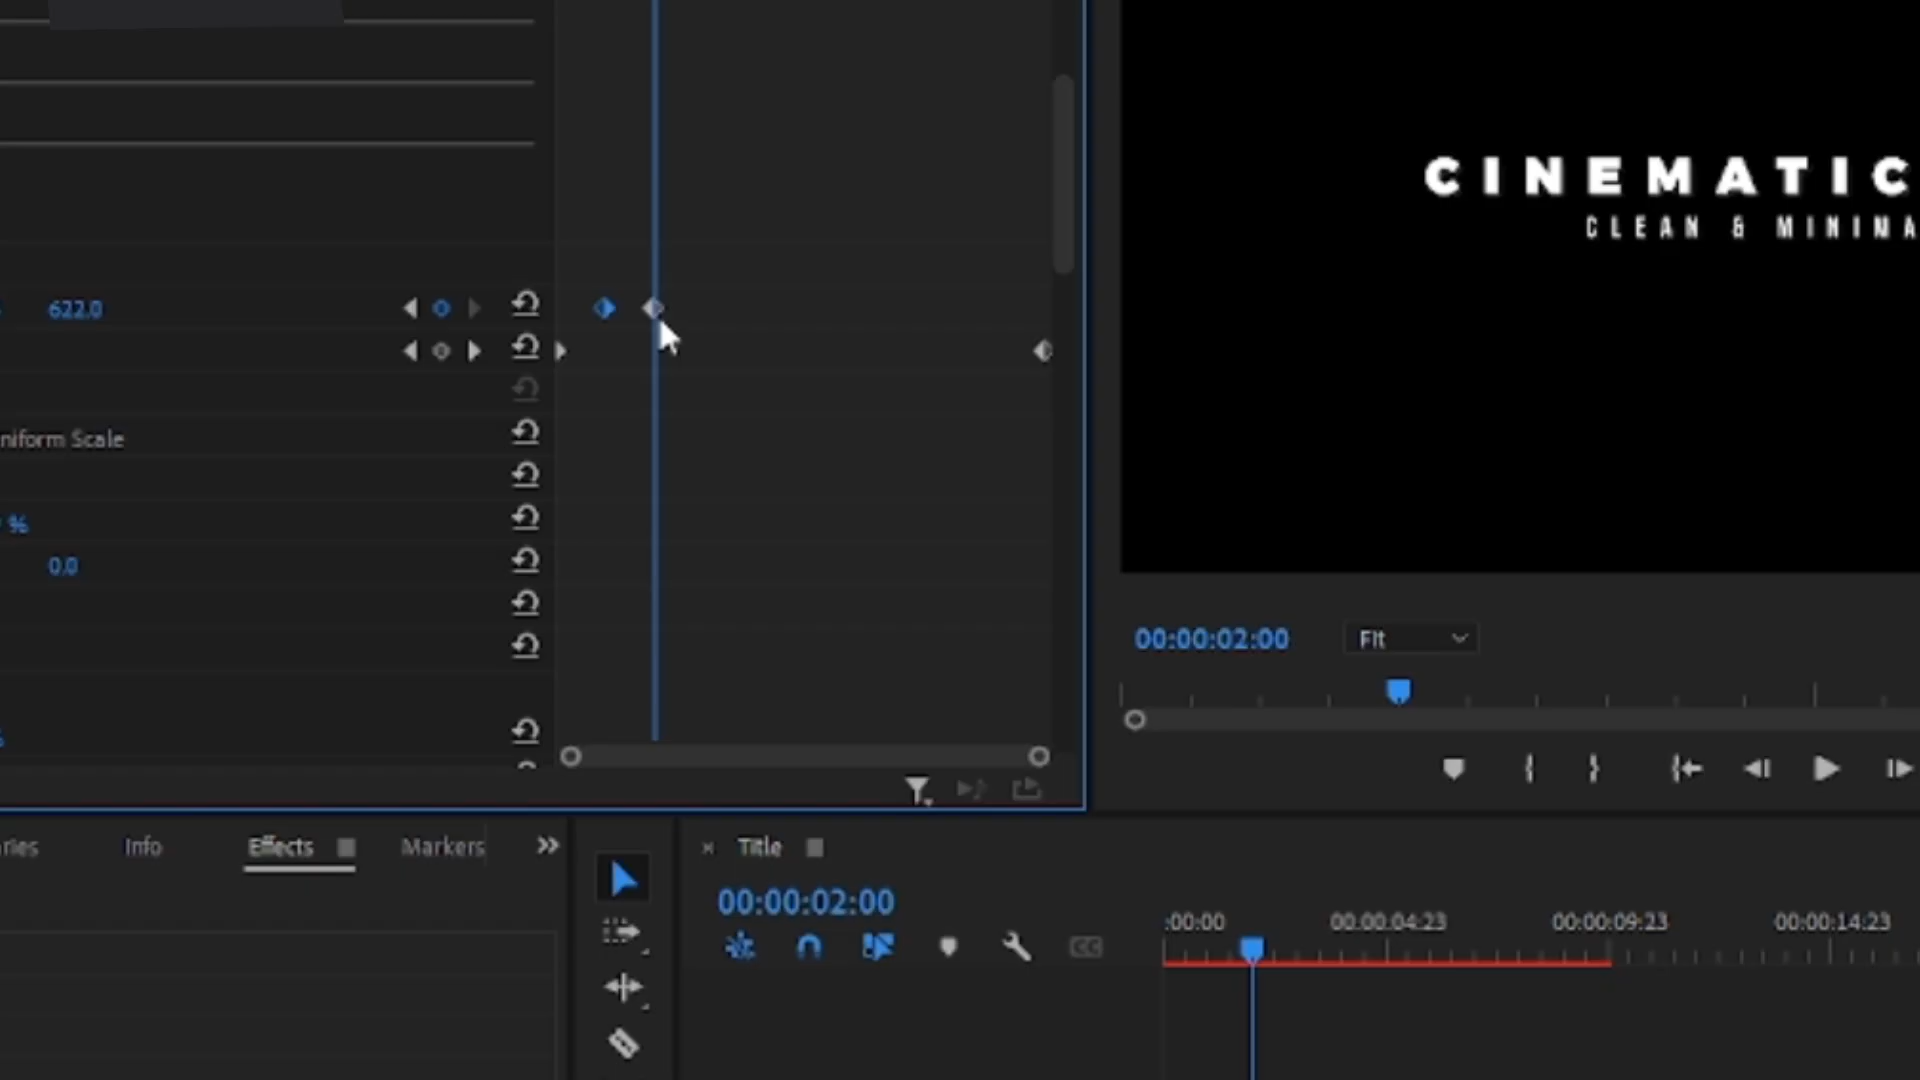 CINEMATIC
CLEAN & MINIMA
622.0
niform Scale
%
0.0
00:00:02:00
Fit
ries
Info
Effects
Markers
Title
00:00:02:00
:00:00
00:00:04:23
00:00:09:23
00:00:14:23
CC